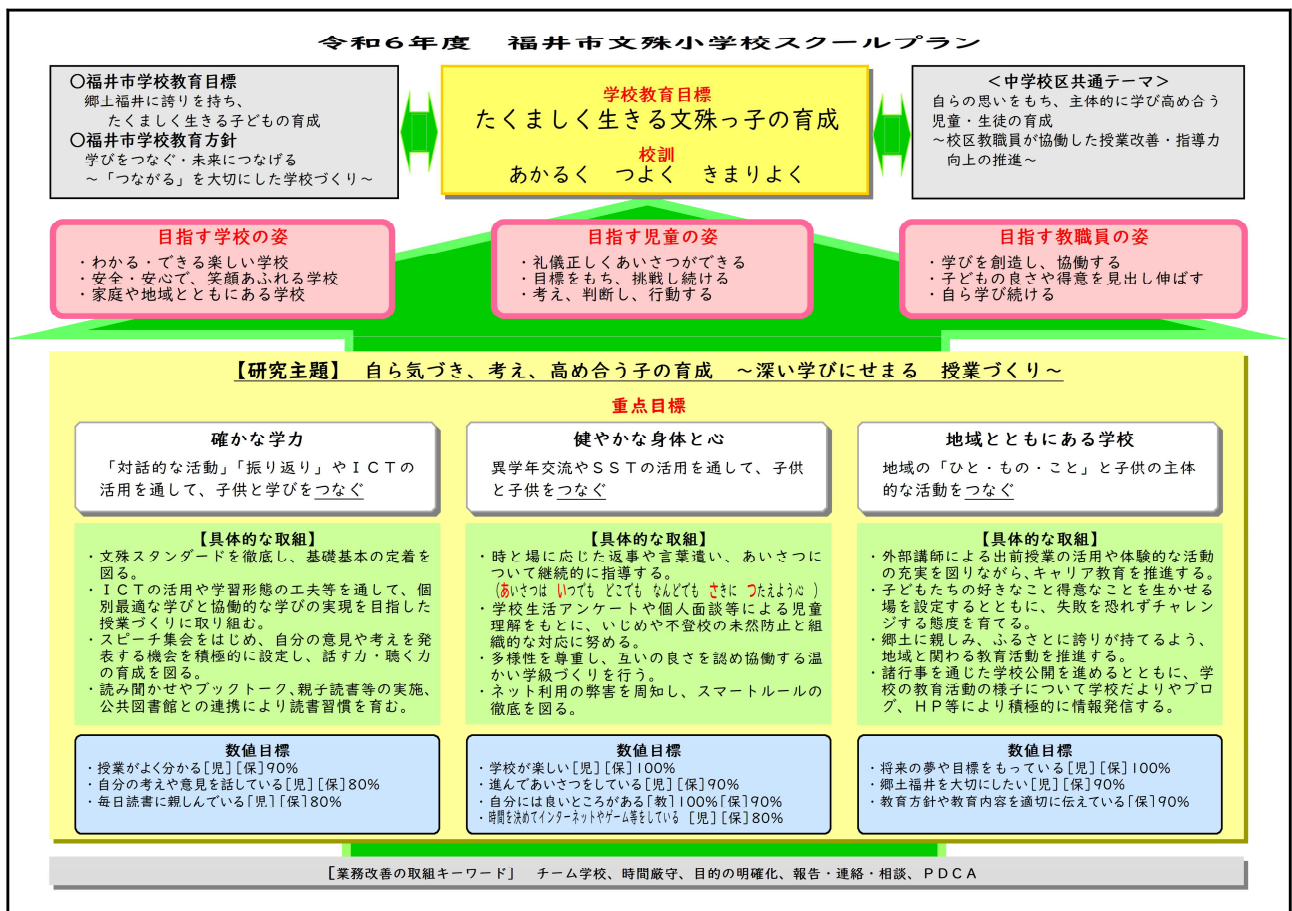 令和6年度　福井市文殊小学校スクールプラン
〇福井市学校教育目標
郷土福井に誇りを持ち、
たくましく生きる子どもの育成
〇福井市学校教育方針
学びをつなぐ・未来につなげる
～「つながる」を大切にした学校づくり～
学校教育目標
たくましく生きる文殊っ子の育成
校訓
あかるく　つよく　きまりよく
＜中学校区共通テーマ＞
自らの思いをもち、主体的に学び高め合う
児童・生徒の育成
～校区教職員が協働した授業改善・指導力
向上の推進～
目指す学校の姿
・わかる・できる楽しい学校
・安全・安心で、笑顔あふれる学校
・家庭や地域とともにある学校
目指す児童の姿
・礼儀正しくあいさつができる
・目標をもち、挑戦し続ける
・考え、判断し、行動する
目指す教職員の姿
・学びを創造し、協働する
・子どもの良さや得意を見出し伸ばす
・自ら学び続ける
【研究主題】　自ら気づき、考え、高め合う子の育成　～深い学びにせまる　授業づくり～
重点目標
確かな学力
「対話的な活動」「振り返り」やＩＣＴの
活用を通して、子供と学びをつなぐ
【具体的な取組】
・文殊スタンダードを徹底し、基礎基本の定着を
図る。
・ＩＣＴの活用や学習形態の工夫等を通して、個
別最適な学びと協働的な学びの実現を目指した
授業づくりに取り組む。
・スピーチ集会をはじめ、自分の意見や考えを発
表する機会を積極的に設定し、話す力・聴く力
の育成を図る。
・読み聞かせやブックトーク、親子読書等の実施、
公共図書館との連携により読書習慣を育む。
数値目標
・授業がよく分かる[児][保]90%
・自分の考えや意見を話している[児][保]80%
・毎日読書に親しんでいる[児][保]80%
健やかな身体と心
異学年交流やＳＳＴの活用を通して、子供
と子供をつなぐ
【具体的な取組】
・時と場に応じた返事や言葉遣い、あいさつに
ついて継続的に指導する。
（あいさつは いつでも どこでも なんどでも さきに つたえよう心 ）
・学校生活アンケートや個人面談等による児童
理解をもとに、いじめや不登校の未然防止と組
織的な対応に努める。
・多様性を尊重し、互いの良さを認め協働する温
かい学級づくりを行う。
・ネット利用の弊害を周知し、スマートルールの
徹底を図る。
数値目標
・学校が楽しい[児][保]100%
・進んであいさつをしている[児][保]90%
・自分には良いところがある[教]100%[保]90%
・時間を決めてインターネットやゲーム等をしている [児][保]80%
地域とともにある学校
地域の「ひと・もの・こと」と子供の主体
的な活動をつなぐ
【具体的な取組】
・外部講師による出前授業の活用や体験的な活動
の充実を図りながら、キャリア教育を推進する。
・子どもたちの好きなこと得意なことを生かせる
場を設定するとともに、失敗を恐れずチャレン
ジする態度を育てる。
・郷土に親しみ、ふるさとに誇りが持てるよう、
地域と関わる教育活動を推進する。
・諸行事を通じた学校公開を進めるとともに、学
校の教育活動の様子について学校だよりやブロ
グ、ＨＰ等により積極的に情報発信する。
数値目標
・将来の夢や目標をもっている[児][保]100%
・郷土福井を大切にしたい[児][保]90%
・教育方針や教育内容を適切に伝えている[保]90%
[業務改善の取組キーワード]　チーム学校、時間厳守、目的の明確化、報告・連絡・相談、ＰＤＣＡ